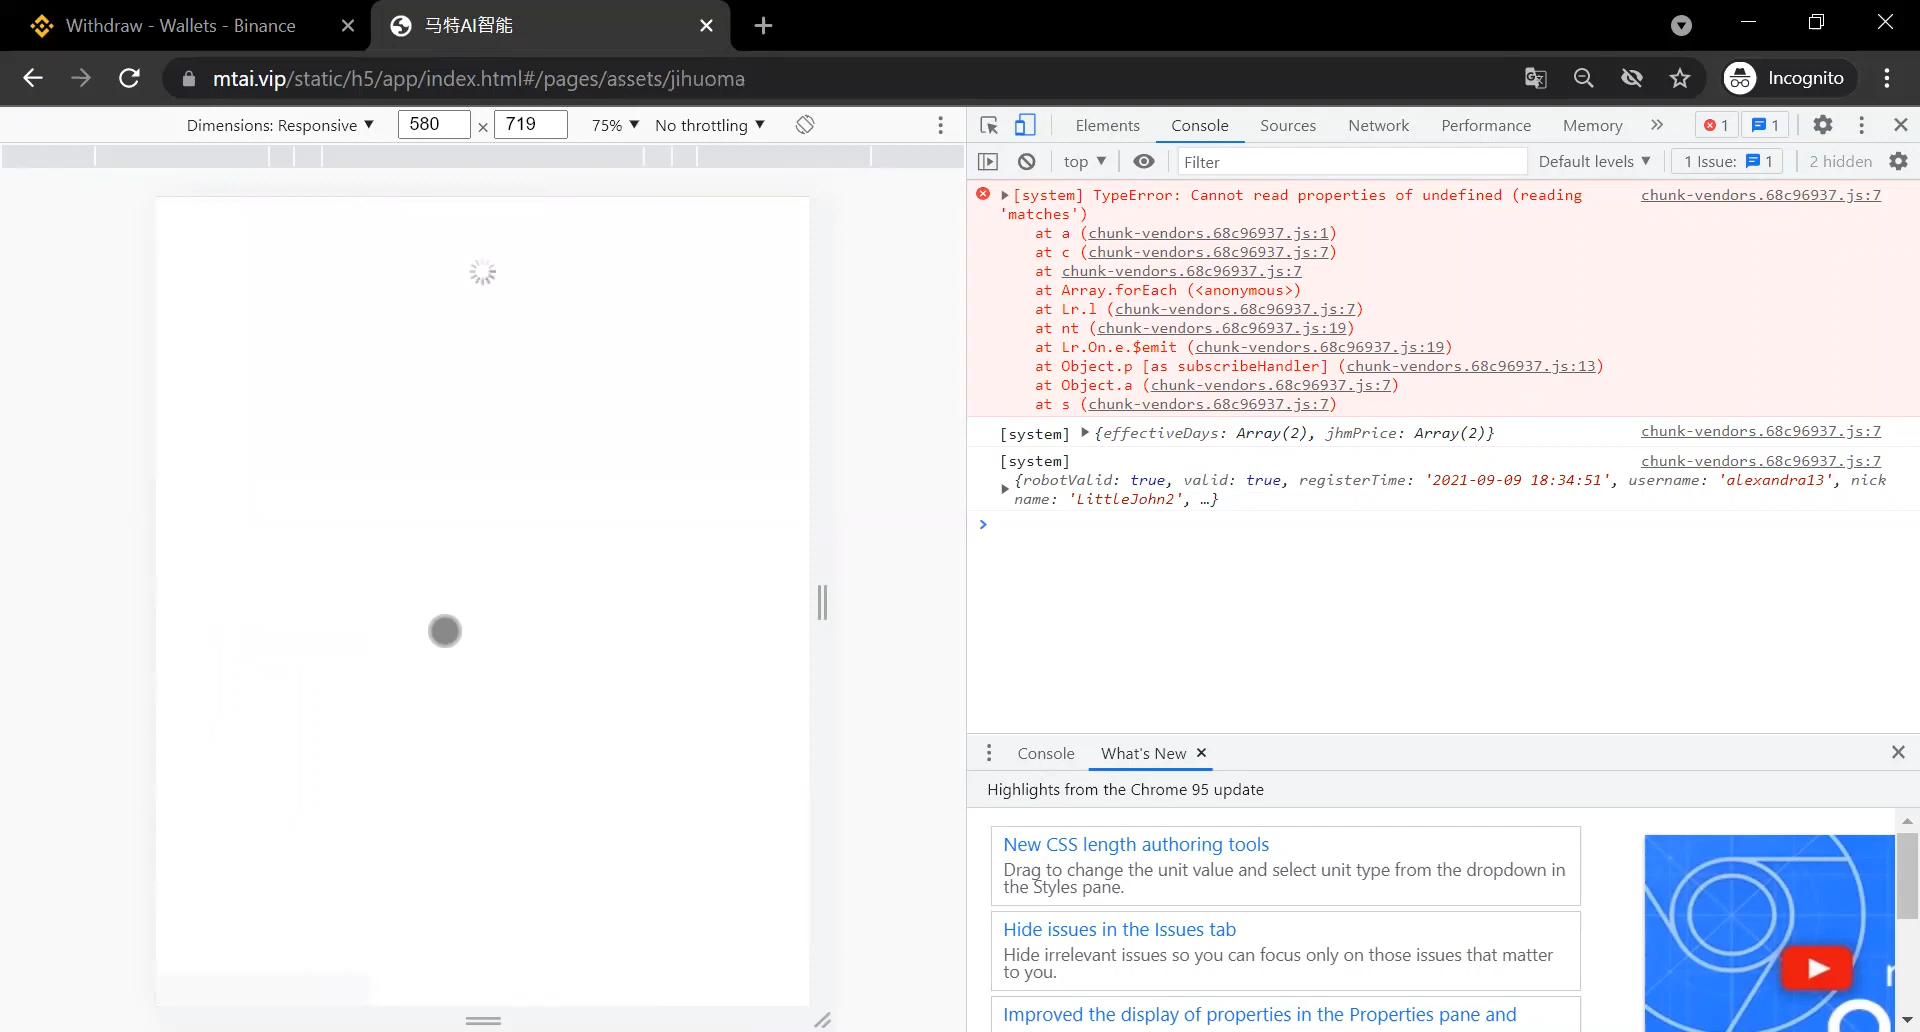 Withdraw - Wallets - Binance
马特AI智能
mtai.vip/static/h5/app/index.html#/pages/assets/jihuoma
Incognito
Dimensions: Responsive
580 × 719
75%
No throttling
Elements
Console
Sources
Network
Performance
Memory
1
1
top
Filter
Default levels
1 Issue: 1
2 hidden
[system] TypeError: Cannot read properties of undefined (reading
'matches')
chunk-vendors.68c96937.js:7
at a (chunk-vendors.68c96937.js:1)
at c (chunk-vendors.68c96937.js:7)
at chunk-vendors.68c96937.js:7
at Array.forEach (<anonymous>)
at Lr.l (chunk-vendors.68c96937.js:7)
at nt (chunk-vendors.68c96937.js:19)
at Lr.On.e.$emit (chunk-vendors.68c96937.js:19)
at Object.p [as subscribeHandler] (chunk-vendors.68c96937.js:13)
at Object.a (chunk-vendors.68c96937.js:7)
at s (chunk-vendors.68c96937.js:7)
[system] {effectiveDays: Array(2), jhmPrice: Array(2)}
chunk-vendors.68c96937.js:7
[system]
chunk-vendors.68c96937.js:7
{robotValid: true, valid: true, registerTime: '2021-09-09 18:34:51', username: 'alexandra13', nick
name: 'LittleJohn2', …}
Console
What's New
Highlights from the Chrome 95 update
New CSS length authoring tools
Drag to change the unit value and select unit type from the dropdown in
the Styles pane.
Hide issues in the Issues tab
Hide irrelevant issues so you can focus only on those issues that matter
to you.
Improved the display of properties in the Properties pane and